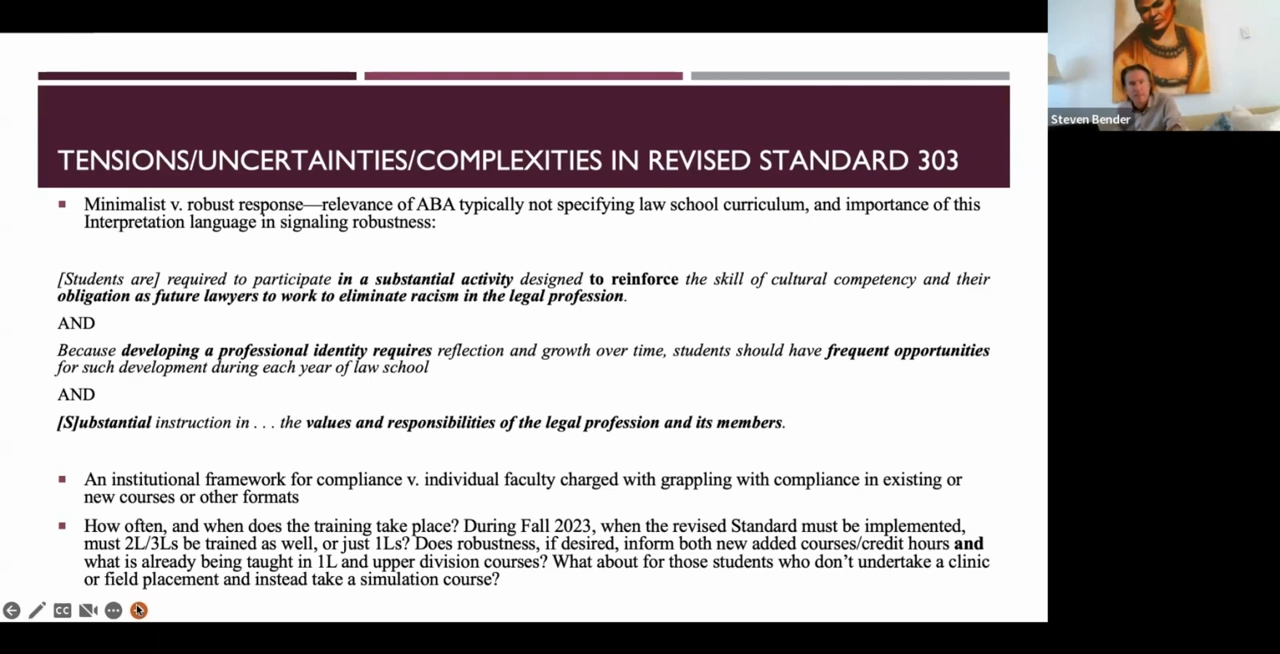 TENSIONS/UNCERTAINTIES/COMPLEXITIES IN REVISED STANDARD 303
Minimalist v. robust response—relevance of ABA typically not specifying law school curriculum, and importance of this
Interpretation language in signaling robustness:
[Students are] required to participate in a substantial activity designed to reinforce the skill of cultural competency and their
obligation as future lawyers to work to eliminate racism in the legal profession.
AND
Because developing a professional identity requires reflection and growth over time, students should have frequent opportunities
for such development during each year of law school
AND
[S]ubstantial instruction in . . . the values and responsibilities of the legal profession and its members.
An institutional framework for compliance v. individual faculty charged with grappling with compliance in existing or
new courses or other formats
How often, and when does the training take place? During Fall 2023, when the revised Standard must be implemented,
must 2L/3Ls be trained as well, or just 1Ls? Does robustness, if desired, inform both new added courses/credit hours and
what is already being taught in 1L and upper division courses? What about for those students who don't undertake a clinic
or field placement and instead take a simulation course?
CC
Steven Bender